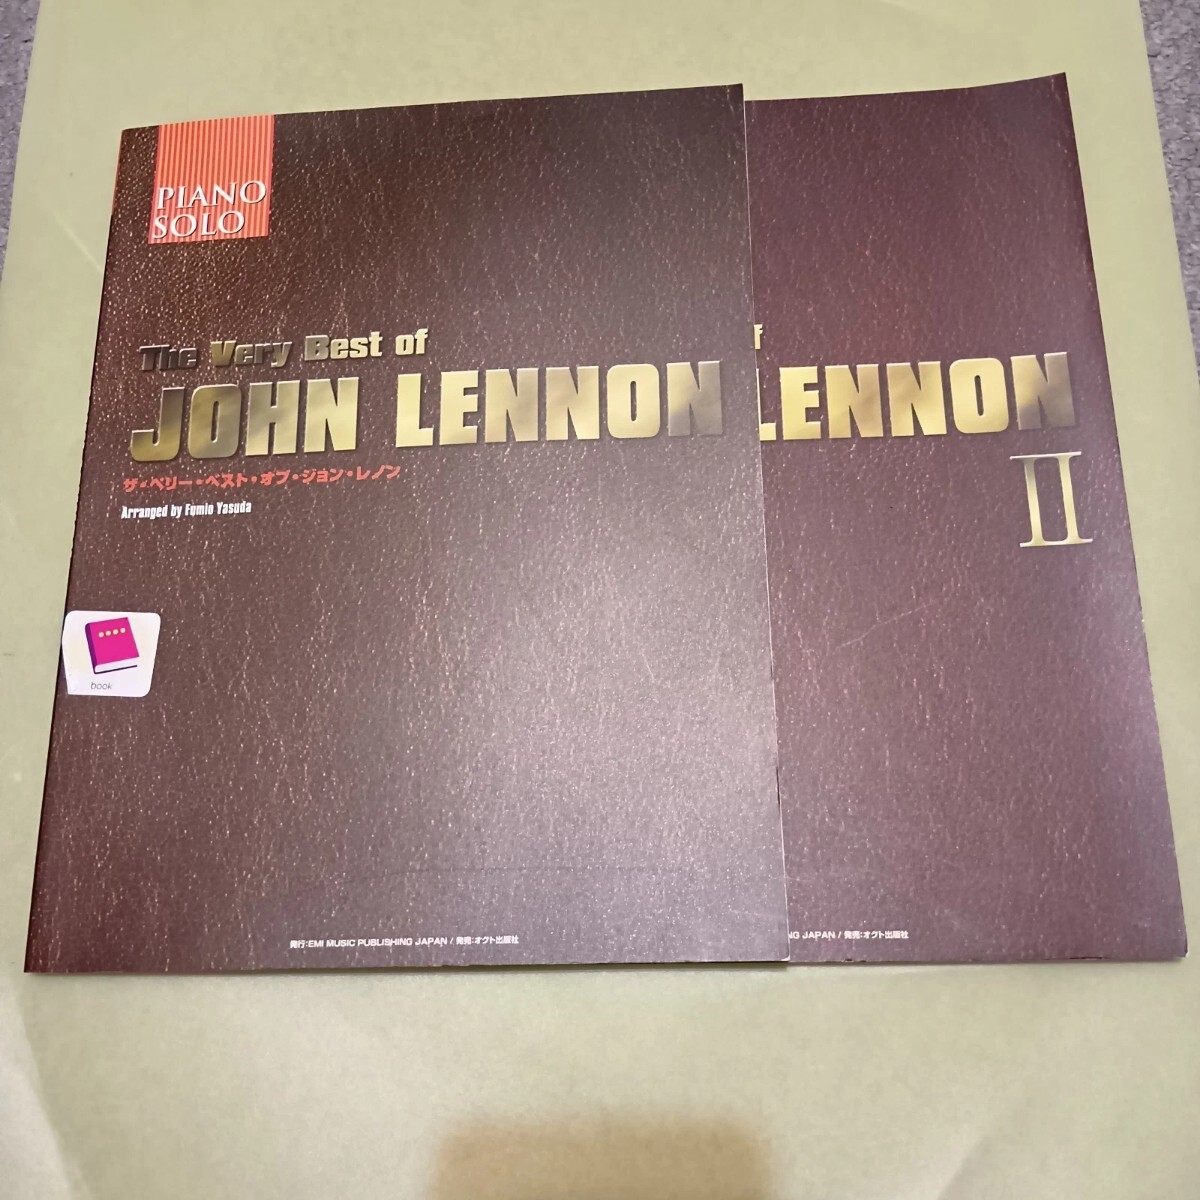 PIANO
SOLO
The Very Best of
JOHN LENNON
ザ・ベリー・ベスト・オブ・ジョン・レノン
Arranged by Fumio Yasuda
book
発行:EMI MUSIC PUBLISHING JAPAN / 発売:オクト出版社
f
LENNON
II
NG JAPAN / 発売:オクト出版社